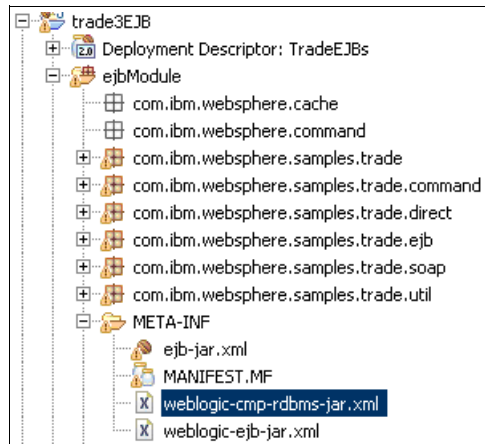 trade3EJB
2.0 Deployment Descriptor: TradeEJBs
ejbModule
com.ibm.websphere.cache
com.ibm.websphere.command
com.ibm.websphere.samples.trade
com.ibm.websphere.samples.trade.command
com.ibm.websphere.samples.trade.direct
com.ibm.websphere.samples.trade.ejb
com.ibm.websphere.samples.trade.soap
com.ibm.websphere.samples.trade.util
META-INF
ejb-jar.xml
MANIFEST.MF
X weblogic-cmp-rdbms-jar.xml
X weblogic-ejb-jar.xml